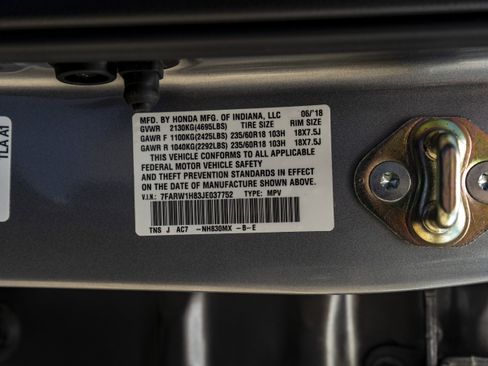 MFD. BY HONDA MFG. OF INDIANA, LLC 06/'18
GVWR 2130KG(4695LBS) TIRE SIZE RIM SIZE
GAWR F 1100KG(2425LBS) 235/60R18 103H 18X7.5J
GAWR R 1040KG(2292LBS) 235/60R18 103H 18X7.5J
THIS VEHICLE CONFORMS TO ALL APPLICABLE
FEDERAL MOTOR VEHICLE SAFETY
AND THEFT PREVENTION STANDARDS IN EFFECT
ON THE DATE OF MANUFACTURE SHOWN ABOVE.
V.I.N.: 7FARW1H83JE037752 TYPE: MPV
TNS J AC7 -NH830MX -B-E
TLA A1